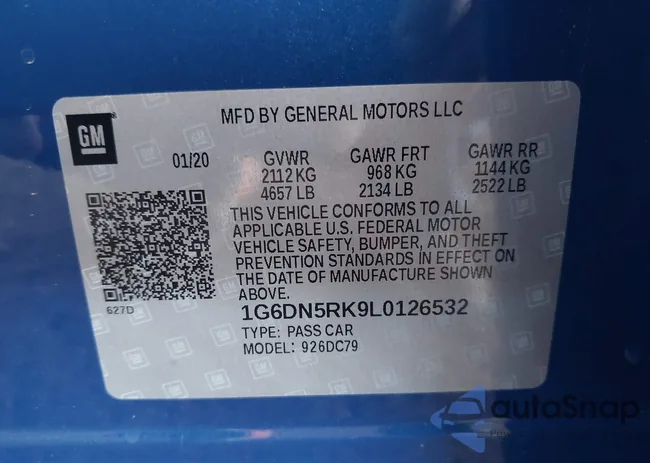 MFD BY GENERAL MOTORS LLC
GM
01/20
GVWR GAWR FRT GAWR RR
2112 KG 968 KG 1144 KG
4657 LB 2134 LB 2522 LB
THIS VEHICLE CONFORMS TO ALL
APPLICABLE U.S. FEDERAL MOTOR
VEHICLE SAFETY, BUMPER, AND THEFT
PREVENTION STANDARDS IN EFFECT ON
THE DATE OF MANUFACTURE SHOWN
ABOVE.
627D
1G6DN5RK9L0126532
TYPE: PASS CAR
MODEL: 926DC79
autoSnap